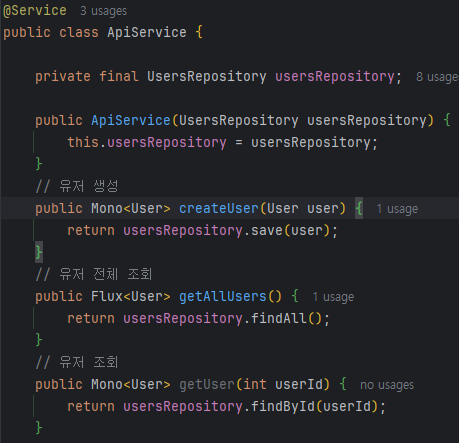 @Service 3 usages
public class ApiService {
private final UsersRepository usersRepository; 8 usages
public ApiService(UsersRepository usersRepository) {
this.usersRepository = usersRepository;
}
// 유저 생성
public Mono<User> createUser(User user) { 1 usage
return usersRepository.save(user);
}
// 유저 전체 조회
public Flux<User> getAllUsers() { 1 usage
return usersRepository.findAll();
}
// 유저 조회
public Mono<User> getUser(int userId) { no usages
return usersRepository.findById(userId);
}